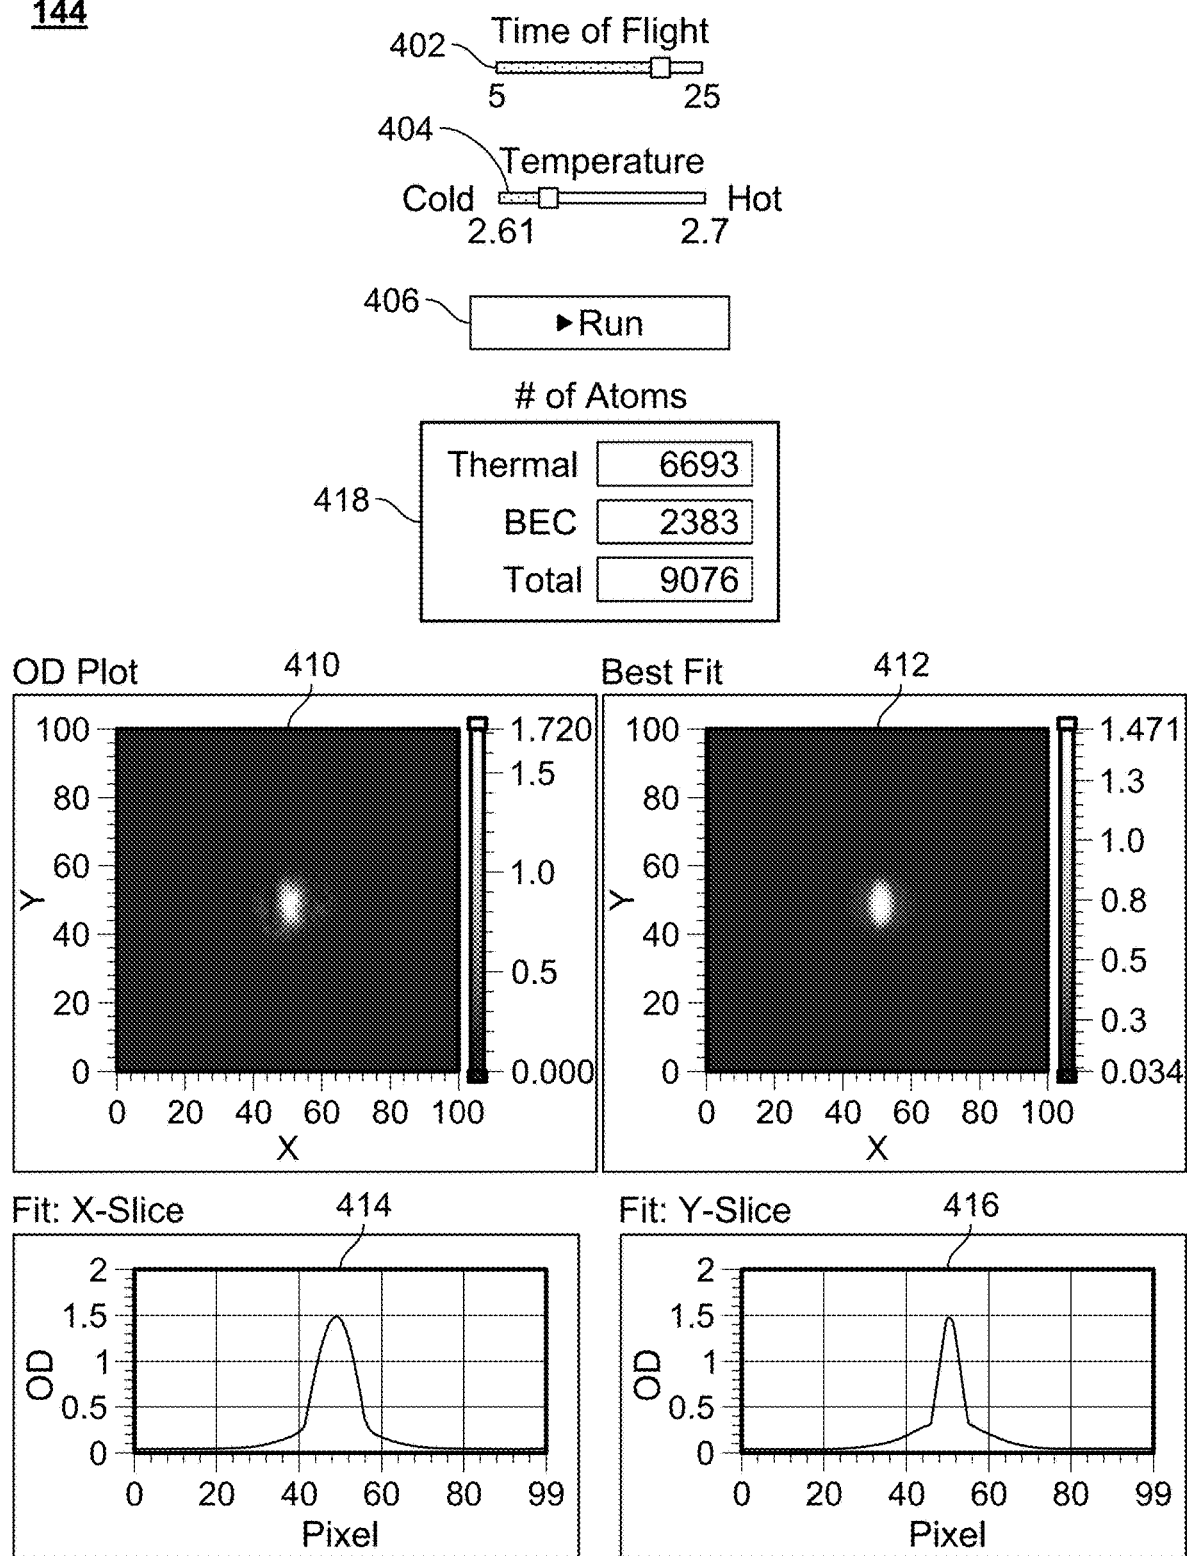 144
Time of Flight
402
5 25
404
Temperature
Cold Hot
2.61 2.7
406
▶Run
# of Atoms
418
Thermal 6693
BEC 2383
Total 9076
OD Plot 410
100 1.720
1.5
80
60 1.0
Y
40
0.5
20
0 0.000
0 20 40 60 80 100
X
Best Fit 412
100 1.471
1.3
80
1.0
60
0.8
Y
40
0.5
20 0.3
0 0.034
0 20 40 60 80 100
X
Fit: X-Slice 414
2
1.5
OD 1
0.5
0
0 20 40 60 80 99
Pixel
Fit: Y-Slice 416
2
1.5
OD 1
0.5
0
0 20 40 60 80 99
Pixel